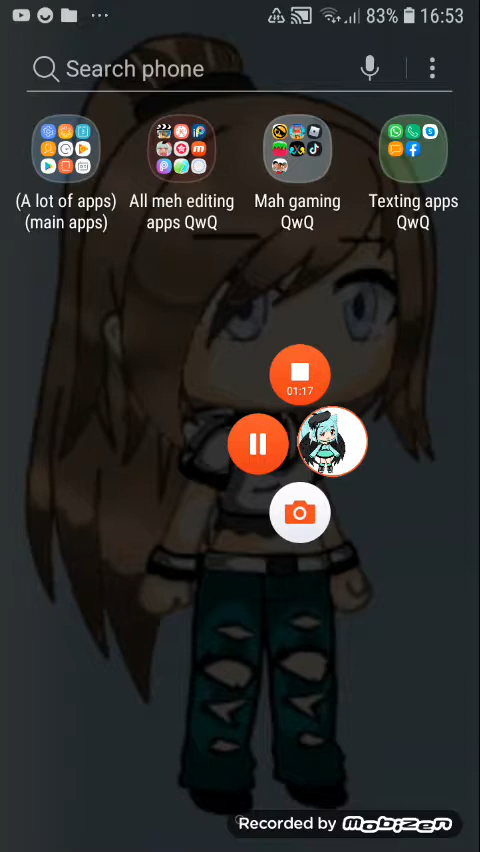 83% 16:53
Search phone
(A lot of apps)
(main apps)
All meh editing
apps QwQ
Mah gaming
QwQ
Texting apps
QwQ
01:17
Recorded by Mobizen